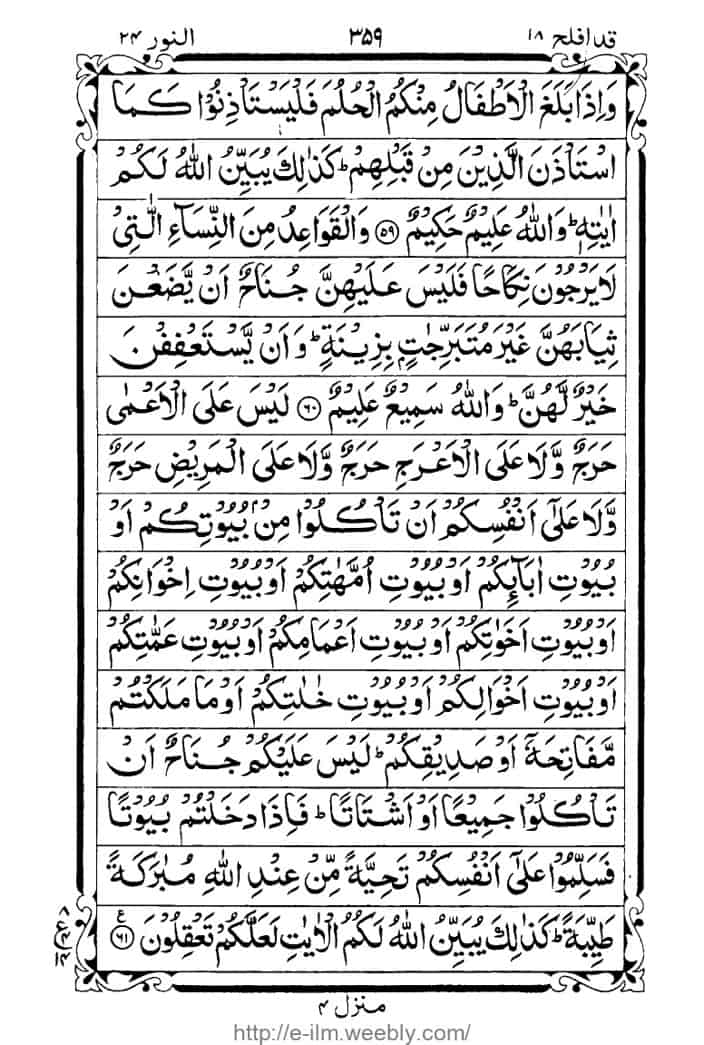 قد افلح ١٨
٣٥٩
النور ٢٤
وَاِذَا بَلَغَ الْاَطْفَالُ مِنْكُمُ الْحُلُمَ فَلْيَسْتَاْذِنُوْا كَمَا
اسْتَاْذَنَ الَّذِيْنَ مِنْ قَبْلِهِمْ ؕ كَذٰلِكَ يُبَيِّنُ اللّٰهُ لَكُمْ
اٰيٰتِهٖ ؕ وَاللّٰهُ عَلِيْمٌ حَكِيْمٌ ﴿٥٩﴾ وَالْقَوَاعِدُ مِنَ النِّسَآءِ الّٰتِيْ
لَا يَرْجُوْنَ نِكَاحًا فَلَيْسَ عَلَيْهِنَّ جُنَاحٌ اَنْ يَّضَعْنَ
ثِيَابَهُنَّ غَيْرَ مُتَبَرِّجٰتٍۭ بِزِيْنَةٍ ؕ وَاَنْ يَّسْتَعْفِفْنَ
خَيْرٌ لَّهُنَّ ؕ وَاللّٰهُ سَمِيْعٌ عَلِيْمٌ ﴿٦٠﴾ لَيْسَ عَلَى الْاَعْمٰى
حَرَجٌ وَّلَا عَلَى الْاَعْرَجِ حَرَجٌ وَّلَا عَلَى الْمَرِيْضِ حَرَجٌ
وَّلَا عَلٰٓى اَنْفُسِكُمْ اَنْ تَاْكُلُوْا مِنْۢ بُيُوْتِكُمْ اَوْ
بُيُوْتِ اٰبَآئِكُمْ اَوْ بُيُوْتِ اُمَّهٰتِكُمْ اَوْ بُيُوْتِ اِخْوَانِكُمْ
اَوْ بُيُوْتِ اَخَوٰتِكُمْ اَوْ بُيُوْتِ اَعْمَامِكُمْ اَوْ بُيُوْتِ عَمّٰتِكُمْ
اَوْ بُيُوْتِ اَخْوَالِكُمْ اَوْ بُيُوْتِ خٰلٰتِكُمْ اَوْ مَا مَلَكْتُمْ
مَّفَاتِحَهٗٓ اَوْ صَدِيْقِكُمْ ؕ لَيْسَ عَلَيْكُمْ جُنَاحٌ اَنْ
تَاْكُلُوْا جَمِيْعًا اَوْ اَشْتَاتًا ؕ فَاِذَا دَخَلْتُمْ بُيُوْتًا
فَسَلِّمُوْا عَلٰٓى اَنْفُسِكُمْ تَحِيَّةً مِّنْ عِنْدِ اللّٰهِ مُبٰرَكَةً
طَيِّبَةً ؕ كَذٰلِكَ يُبَيِّنُ اللّٰهُ لَكُمُ الْاٰيٰتِ لَعَلَّكُمْ تَعْقِلُوْنَ ﴿٦١﴾ ع
منزل ٤
http://e-ilm.weebly.com/